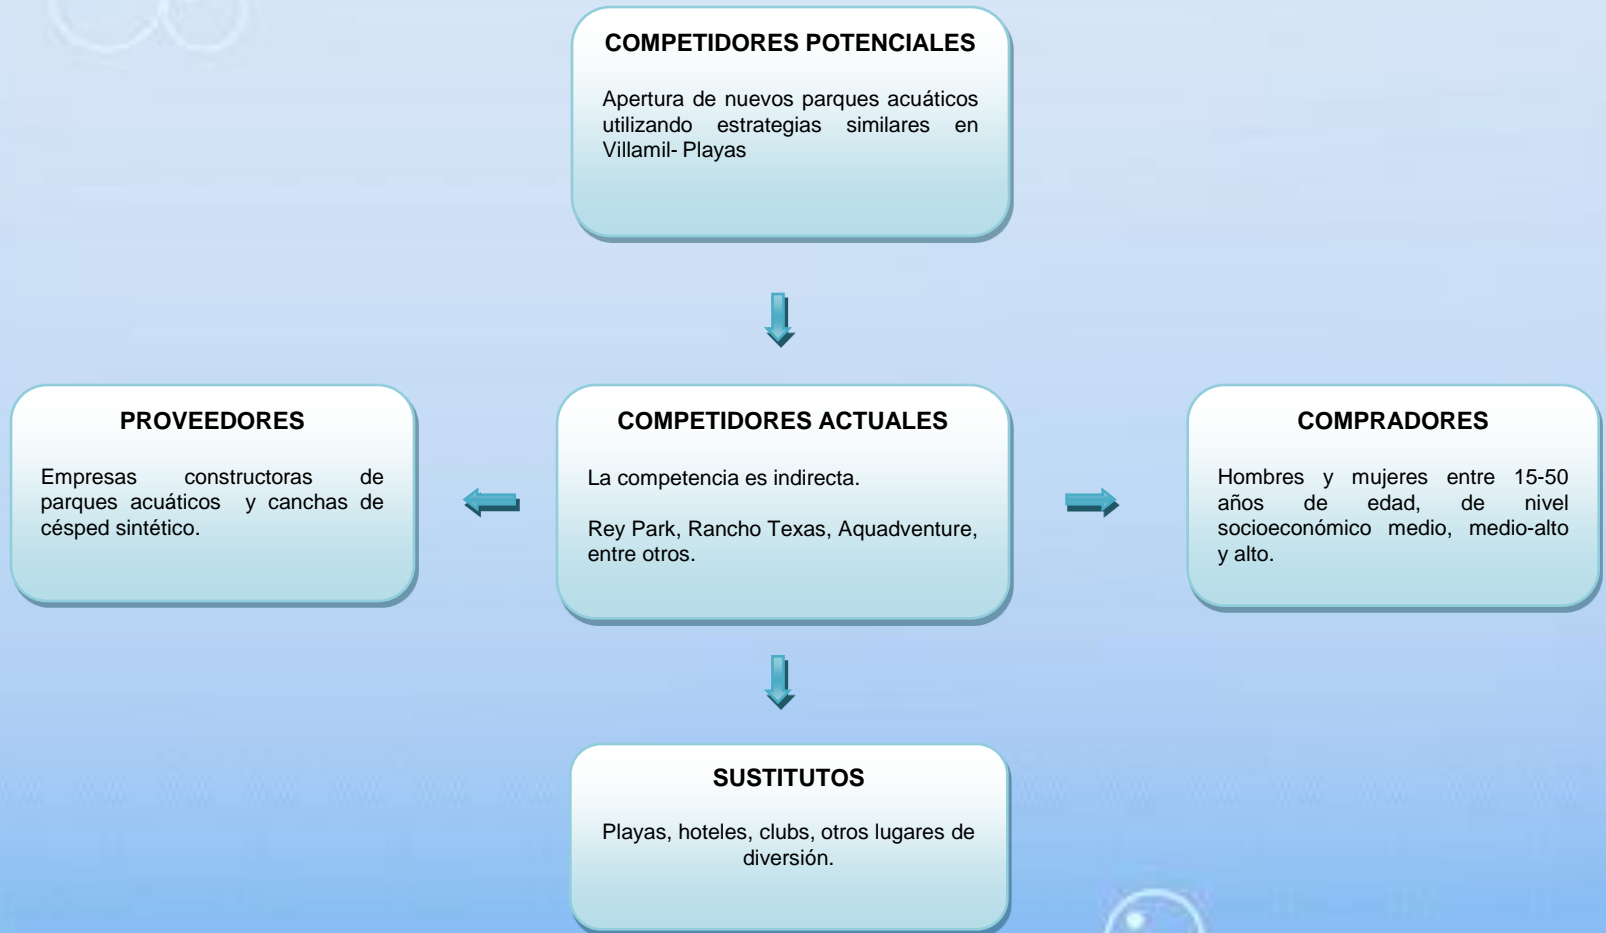 COMPETIDORES POTENCIALES
Apertura de nuevos parques acuáticos
utilizando estrategias similares en
Villamil- Playas
PROVEEDORES
Empresas constructoras de
parques acuáticos y canchas de
césped sintético.
COMPETIDORES ACTUALES
La competencia es indirecta.
Rey Park, Rancho Texas, Aquadventure,
entre otros.
COMPRADORES
Hombres y mujeres entre 15-50
años de edad, de nivel
socioeconómico medio, medio-alto
y alto.
SUSTITUTOS
Playas, hoteles, clubs, otros lugares de
diversión.